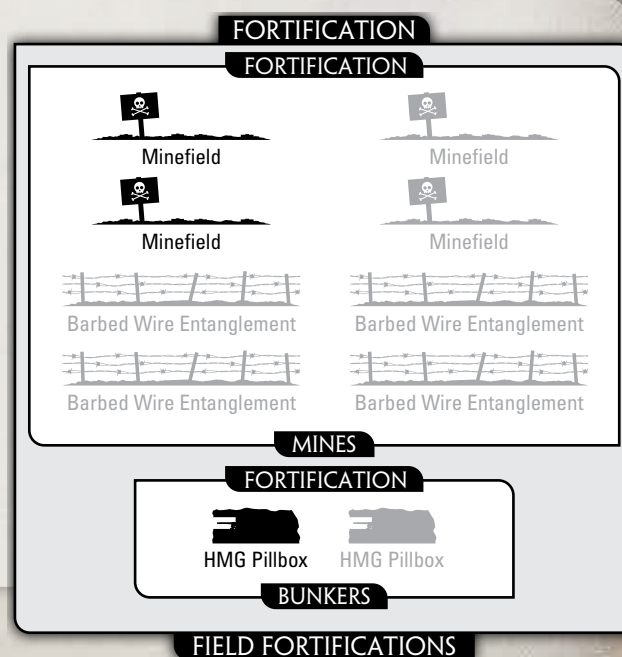 FORTIFICATION
FORTIFICATION
Minefield Minefield
Minefield Minefield
Barbed Wire Entanglement Barbed Wire Entanglement
Barbed Wire Entanglement Barbed Wire Entanglement
MINES
FORTIFICATION
HMG Pillbox HMG Pillbox
BUNKERS
FIELD FORTIFICATIONS